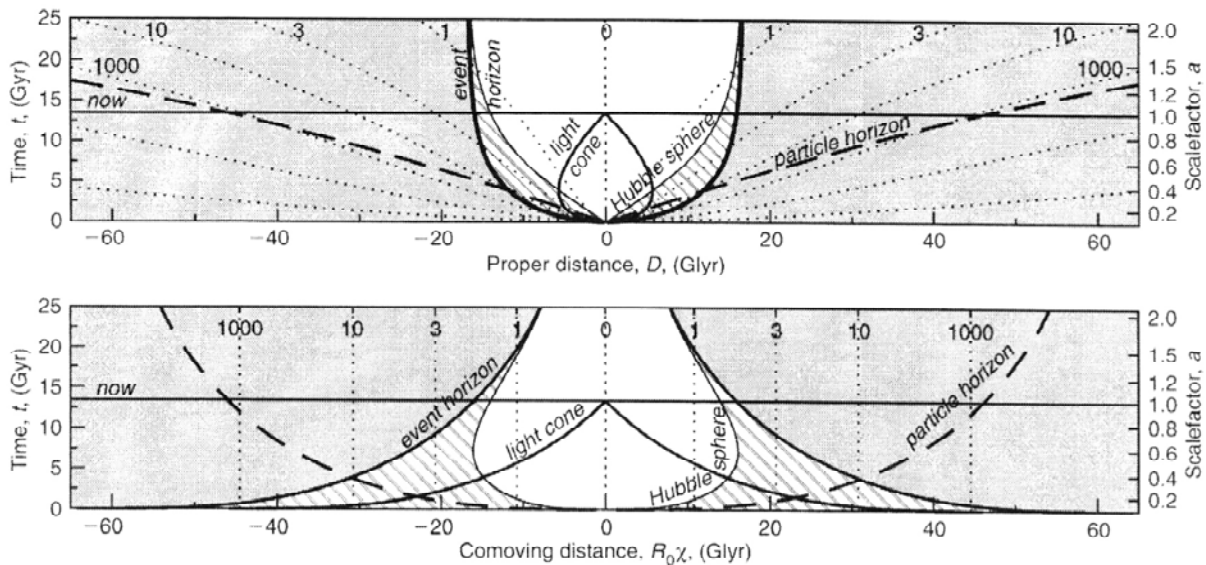 25
20
15
10
5
0
Time, t, (Gyr)
1000
10
3
1
0
1
3
10
1000
now
event
horizon
light
cone
Hubble sphere
particle horizon
2.0
1.5
1.2
1.0
0.8
0.6
0.4
0.2
Scalefactor, a
−60 −40 −20 0 20 40 60
Proper distance, D, (Glyr)
25
20
15
10
5
0
Time, t, (Gyr)
1000 10 3 1 0 1 3 10 1000
now
event horizon
light cone
Hubble
sphere
particle horizon
2.0
1.5
1.2
1.0
0.8
0.6
0.4
0.2
Scalefactor, a
−60 −40 −20 0 20 40 60
Comoving distance, R₀χ, (Glyr)